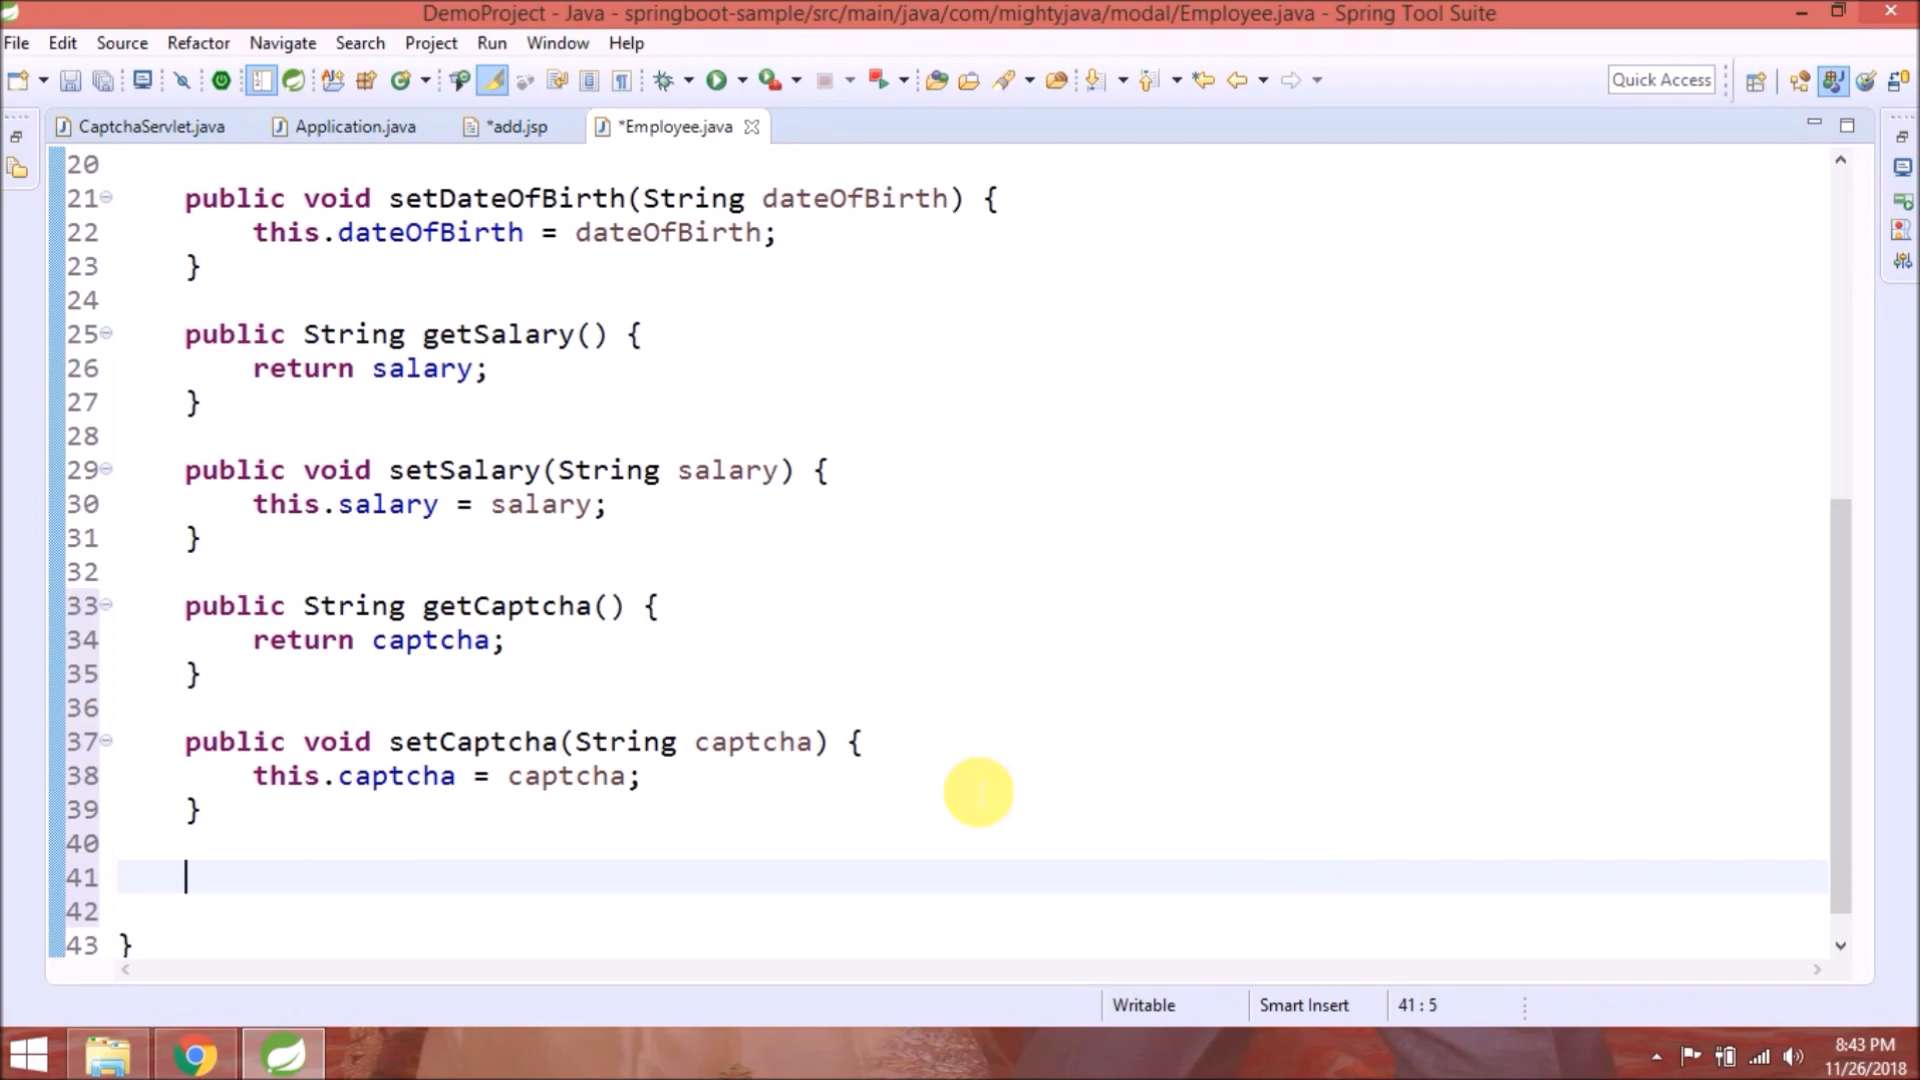 DemoProject - Java - springboot-sample/src/main/java/com/mightyjava/modal/Employee.java - Spring Tool Suite
File Edit Source Refactor Navigate Search Project Run Window Help
Quick Access
CaptchaServlet.java Application.java *add.jsp *Employee.java
20
21 public void setDateOfBirth(String dateOfBirth) {
22 this.dateOfBirth = dateOfBirth;
23 }
24
25 public String getSalary() {
26 return salary;
27 }
28
29 public void setSalary(String salary) {
30 this.salary = salary;
31 }
32
33 public String getCaptcha() {
34 return captcha;
35 }
36
37 public void setCaptcha(String captcha) {
38 this.captcha = captcha;
39 }
40
41
42
43 }
Writable Smart Insert 41 : 5
8:43 PM
11/26/2018